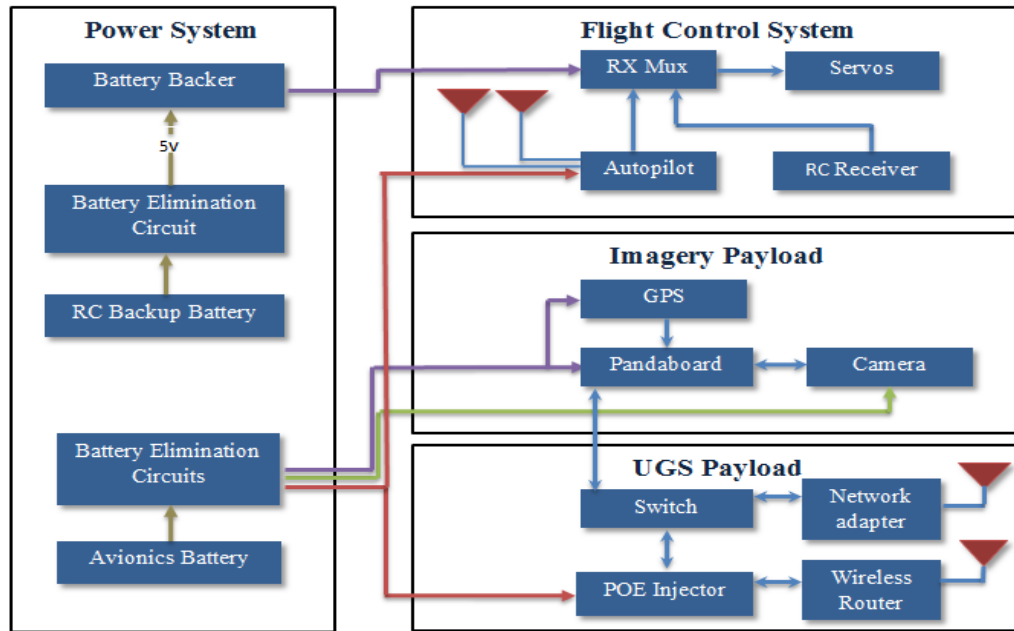 Power System
Battery Backer
5v
Battery Elimination
Circuit
RC Backup Battery
Battery Elimination
Circuits
Avionics Battery
Flight Control System
RX Mux
Servos
Autopilot
RC Receiver
Imagery Payload
GPS
Pandaboard
Camera
UGS Payload
Switch
Network
adapter
POE Injector
Wireless
Router